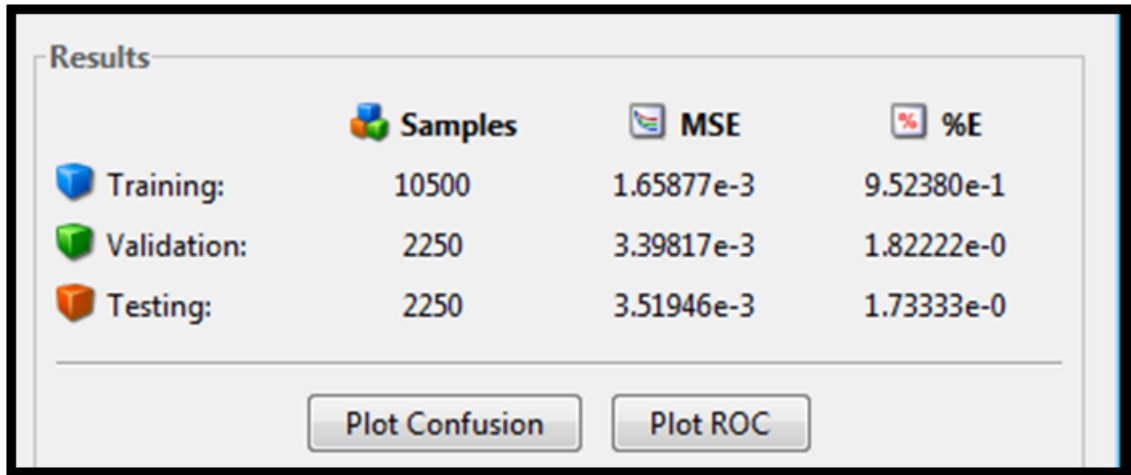 Results
Samples MSE % %E
Training: 10500 1.65877e-3 9.52380e-1
Validation: 2250 3.39817e-3 1.82222e-0
Testing: 2250 3.51946e-3 1.73333e-0
Plot Confusion Plot ROC